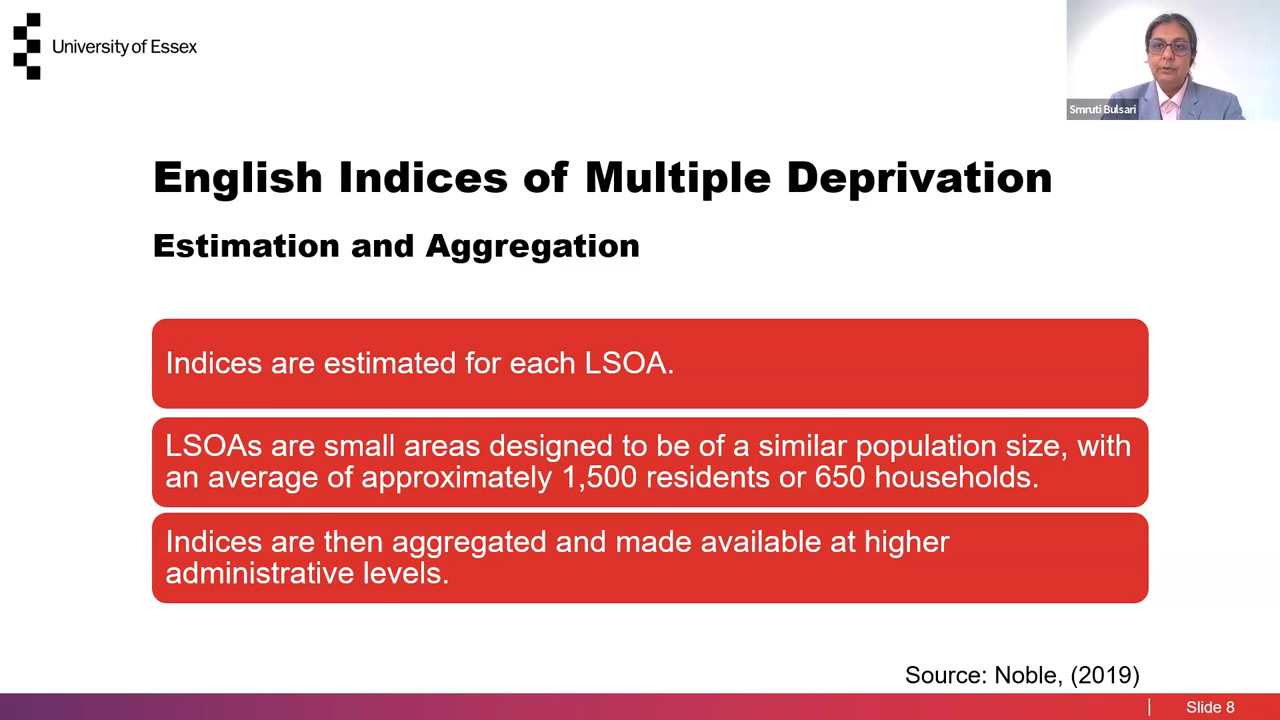 University of Essex
Smruti Bulsari
English Indices of Multiple Deprivation
Estimation and Aggregation
Indices are estimated for each LSOA.
LSOAs are small areas designed to be of a similar population size, with
an average of approximately 1,500 residents or 650 households.
Indices are then aggregated and made available at higher
administrative levels.
Source: Noble, (2019)
Slide 8